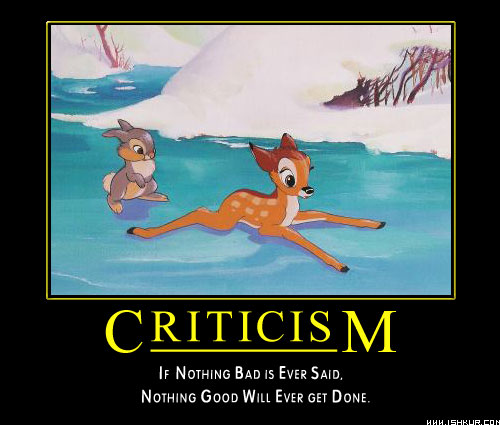 CRITICISM
IF NOTHING BAD IS EVER SAID,
NOTHING GOOD WILL EVER GET DONE.
WWW.ISHKUR.COM